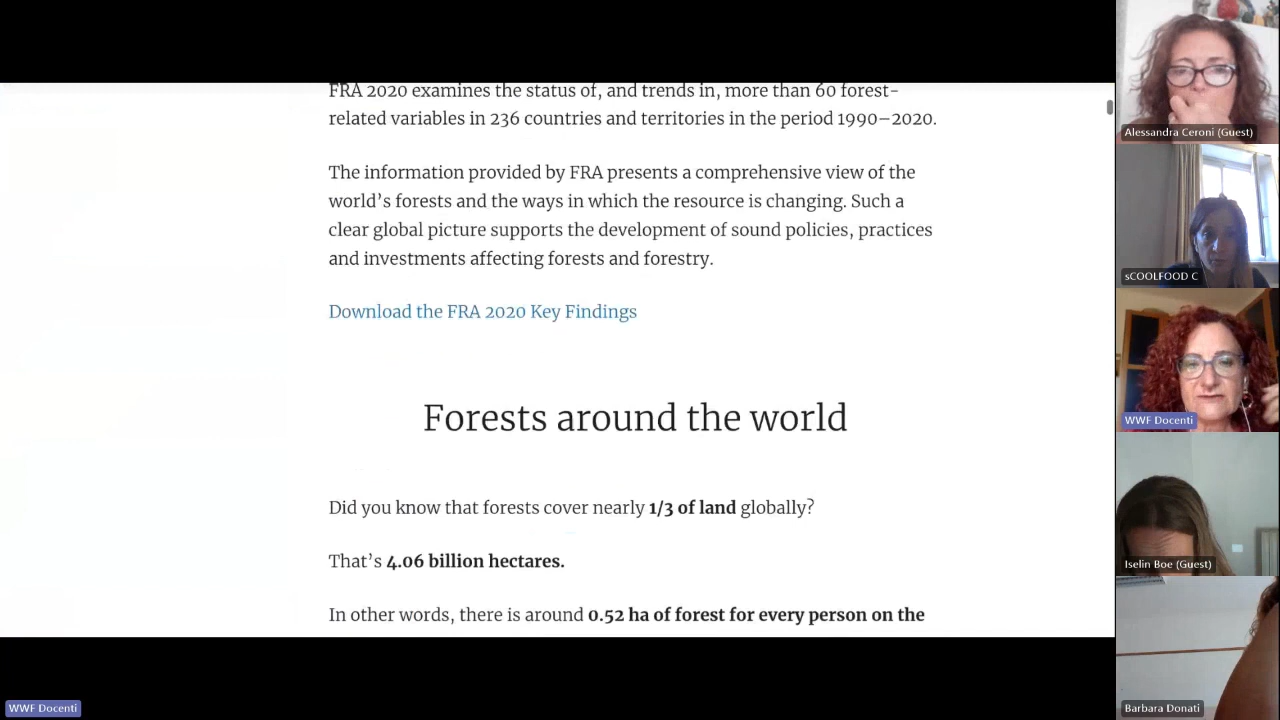 FRA 2020 examines the status of, and trends in, more than 60 forest-
related variables in 236 countries and territories in the period 1990–2020.
The information provided by FRA presents a comprehensive view of the
world’s forests and the ways in which the resource is changing. Such a
clear global picture supports the development of sound policies, practices
and investments affecting forests and forestry.
Download the FRA 2020 Key Findings
Forests around the world
Did you know that forests cover nearly 1/3 of land globally?
That’s 4.06 billion hectares.
In other words, there is around 0.52 ha of forest for every person on the
WWF Docenti
Alessandra Ceroni (Guest)
sCOOLFOOD C
WWF Docenti
Iselin Boe (Guest)
Barbara Donati